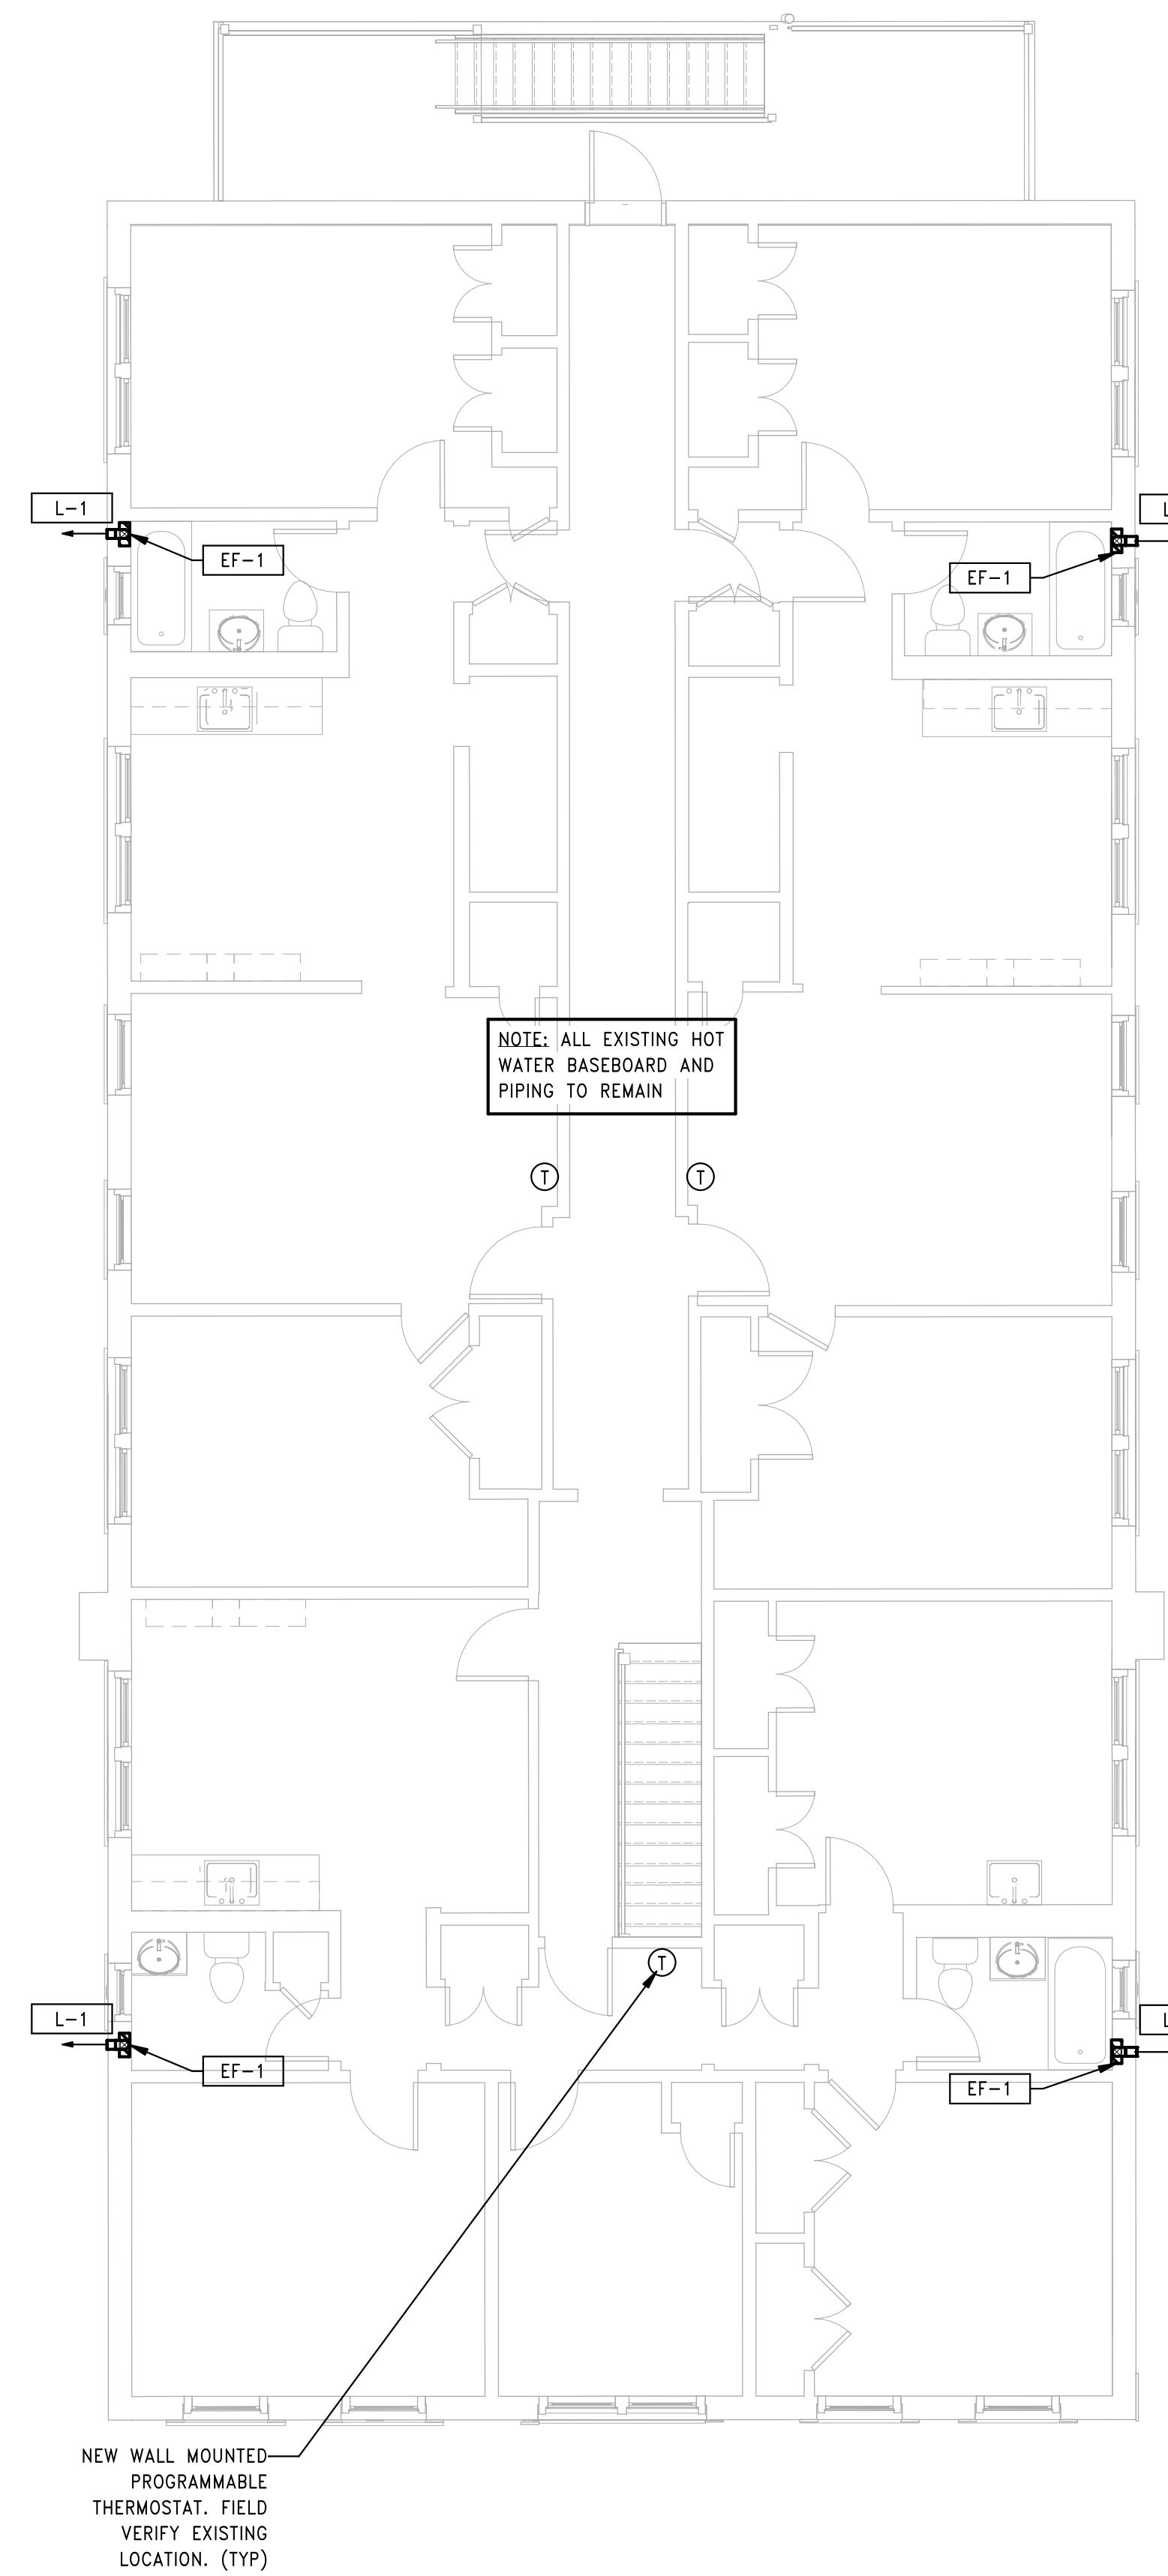 L-1
L
EF-1
EF-1
NOTE: ALL EXISTING HOT
WATER BASEBOARD AND
PIPING TO REMAIN
T
T
T
L-1
L
EF-1
EF-1
NEW WALL MOUNTED
PROGRAMMABLE
THERMOSTAT. FIELD
VERIFY EXISTING
LOCATION. (TYP)